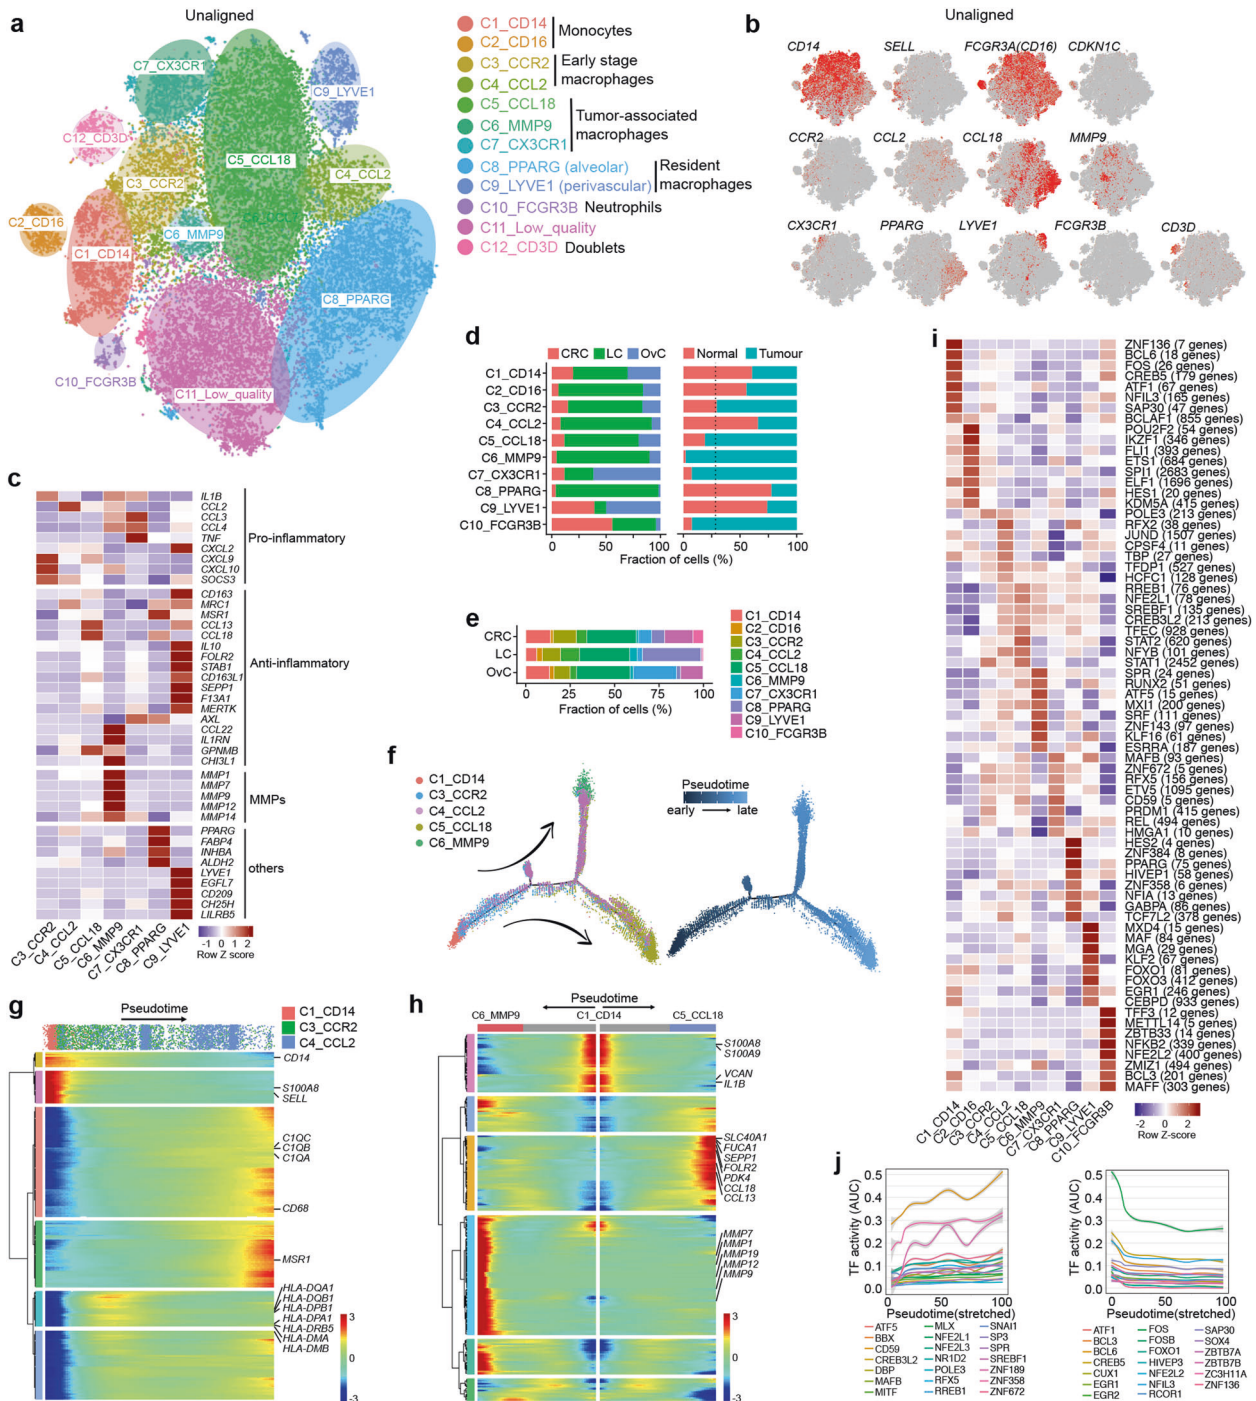 a
Unaligned
C7_CX3CR1
C9_LYVE1
C12_CD3D
C5_CCL18
C3_CCR2
C4_CCL2
C2_CD16
C6_MMP9
C1_CD14
C8_PPARG
C10_FCGR3B
C11_Low_quality
C1_CD14
C2_CD16
Monocytes
C3_CCR2
C4_CCL2
Early stage
macrophages
C5_CCL18
C6_MMP9
C7_CX3CR1
Tumor-associated
macrophages
C8_PPARG (alveolar)
C9_LYVE1 (perivascular)
Resident
macrophages
C10_FCGR3B Neutrophils
C11_Low_quality
C12_CD3D Doublets
b
Unaligned
CD14 SELL FCGR3A(CD16) CDKN1C
CCR2 CCL2 CCL18 MMP9
CX3CR1 PPARG LYVE1 FCGR3B CD3D
c
IL1B
CCL2
CCL3
CCL4
TNF
CXCL2
CXCL9
CXCL10
SOCS3
Pro-inflammatory
CD163
MRC1
MSR1
CCL13
CCL18
IL10
FOLR2
STAB1
CD163L1
SEPP1
F13A1
MERTK
AXL
CCL22
IL1RN
GPNMB
CHI3L1
Anti-inflammatory
MMP1
MMP7
MMP9
MMP12
MMP14
MMPs
PPARG
FABP4
INHBA
ALDH2
LYVE1
EGFL7
CD209
CH25H
LILRB5
others
C3_CCR2
C4_CCL2
C5_CCL18
C6_MMP9
C7_CX3CR1
C8_PPARG
C9_LYVE1
-1 0 1 2
Row Z score
d
CRC LC OvC
Normal Tumour
C1_CD14
C2_CD16
C3_CCR2
C4_CCL2
C5_CCL18
C6_MMP9
C7_CX3CR1
C8_PPARG
C9_LYVE1
C10_FCGR3B
0 25 50 75 100
0 25 50 75 100
Fraction of cells (%)
e
CRC
LC
OvC
0 25 50 75 100
Fraction of cells (%)
C1_CD14
C2_CD16
C3_CCR2
C4_CCL2
C5_CCL18
C6_MMP9
C7_CX3CR1
C8_PPARG
C9_LYVE1
C10_FCGR3B
f
C1_CD14
C3_CCR2
C4_CCL2
C5_CCL18
C6_MMP9
Pseudotime
early late
g
Pseudotime
C1_CD14
C3_CCR2
C4_CCL2
CD14
S100A8
SELL
C1QC
C1QB
C1QA
CD68
MSR1
HLA-DQA1
HLA-DQB1
HLA-DPB1
HLA-DPA1
HLA-DRB5
HLA-DMA
HLA-DMB
3
0
-3
h
Pseudotime
C6_MMP9 C1_CD14 C5_CCL18
S100A8
S100A9
VCAN
IL1B
SLC40A1
FUCA1
SEPP1
FOLR2
PDK4
CCL18
CCL13
MMP7
MMP1
MMP19
MMP12
MMP9
3
0
-3
i
ZNF136 (7 genes)
BCL6 (18 genes)
FOS (26 genes)
CREB5 (179 genes)
ATF1 (67 genes)
NFIL3 (165 genes)
SAP30 (47 genes)
BCLAF1 (855 genes)
POU2F2 (54 genes)
IKZF1 (346 genes)
FLI1 (393 genes)
ETS1 (684 genes)
SPI1 (2683 genes)
ELF1 (1696 genes)
HES1 (20 genes)
KDM5A (415 genes)
POLE3 (213 genes)
RFX2 (38 genes)
JUND (1507 genes)
CPSF4 (11 genes)
TBP (27 genes)
TFDP1 (527 genes)
HCFC1 (128 genes)
RREB1 (76 genes)
NFE2L1 (78 genes)
SREBF1 (135 genes)
CREB3L2 (213 genes)
TFEC (928 genes)
STAT2 (620 genes)
NFYB (101 genes)
STAT1 (2452 genes)
SPR (24 genes)
RUNX2 (51 genes)
ATF5 (15 genes)
MXI1 (200 genes)
SRF (111 genes)
ZNF143 (97 genes)
KLF16 (61 genes)
ESRRA (187 genes)
MAFB (93 genes)
ZNF672 (5 genes)
RFX5 (156 genes)
ETV5 (1095 genes)
CD59 (5 genes)
PRDM1 (415 genes)
REL (494 genes)
HMGA1 (10 genes)
HES2 (4 genes)
ZNF384 (8 genes)
PPARG (75 genes)
HIVEP1 (58 genes)
ZNF358 (6 genes)
NFIA (13 genes)
GABPA (86 genes)
TCF7L2 (378 genes)
MXD4 (15 genes)
MAF (84 genes)
MGA (29 genes)
KLF2 (67 genes)
FOXO1 (81 genes)
FOXO3 (412 genes)
EGR1 (246 genes)
CEBPD (933 genes)
TFF3 (12 genes)
METTL14 (5 genes)
ZBTB33 (14 genes)
NFKB2 (339 genes)
NFE2L2 (400 genes)
ZMIZ1 (494 genes)
BCL3 (201 genes)
MAFF (303 genes)
C1_CD14
C2_CD16
C3_CCR2
C4_CCL2
C5_CCL18
C6_MMP9
C7_CX3CR1
C8_PPARG
C9_LYVE1
C10_FCGR3B
-2 0 2
Row Z-score
j
TF activity (AUC)
0.5
0.4
0.3
0.2
0.1
0.0
0 50 100
Pseudotime(stretched)
ATF5
BBX
CD59
CREB3L2
DBP
MAFB
MITF
MLX
NFE2L1
NFE2L3
NR1D2
POLE3
RFX5
RREB1
SNAI1
SP3
SPR
SREBF1
ZNF189
ZNF358
ZNF672
TF activity (AUC)
0.5
0.4
0.3
0.2
0.1
0.0
0 50 100
Pseudotime(stretched)
ATF1
BCL3
BCL6
CREB5
CUX1
EGR1
EGR2
FOS
FOSB
FOXO1
HIVEP3
NFE2L2
NFIL3
RCOR1
SAP30
SOX4
ZBTB7A
ZBTB7B
ZC3H11A
ZNF136